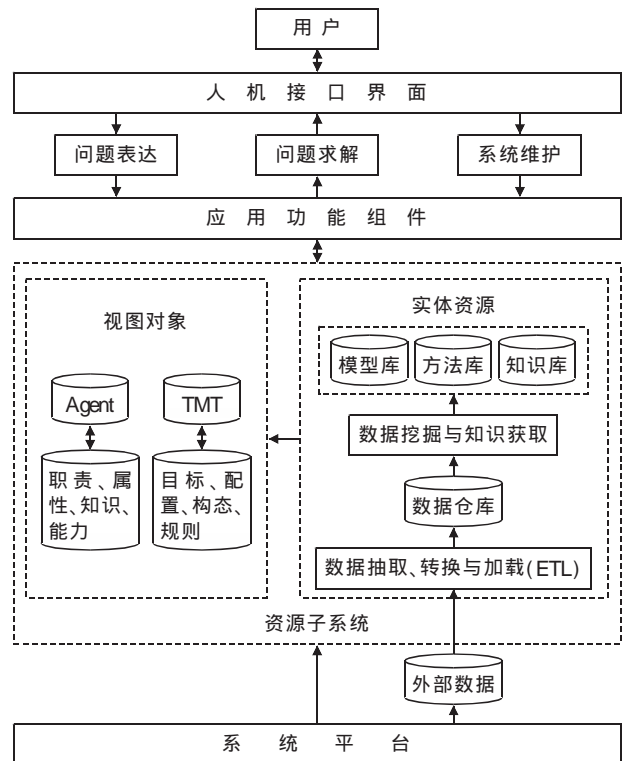 用户
人机接口界面
问题表达
问题求解
系统维护
应用功能组件
视图对象
Agent
TMT
职责、属
性、知识、
能力
目标、配
置、构态、
规则
实体资源
模型库
方法库
知识库
数据挖掘与知识获取
数据仓库
数据抽取、转换与加载(ETL)
资源子系统
外部数据
系统平台